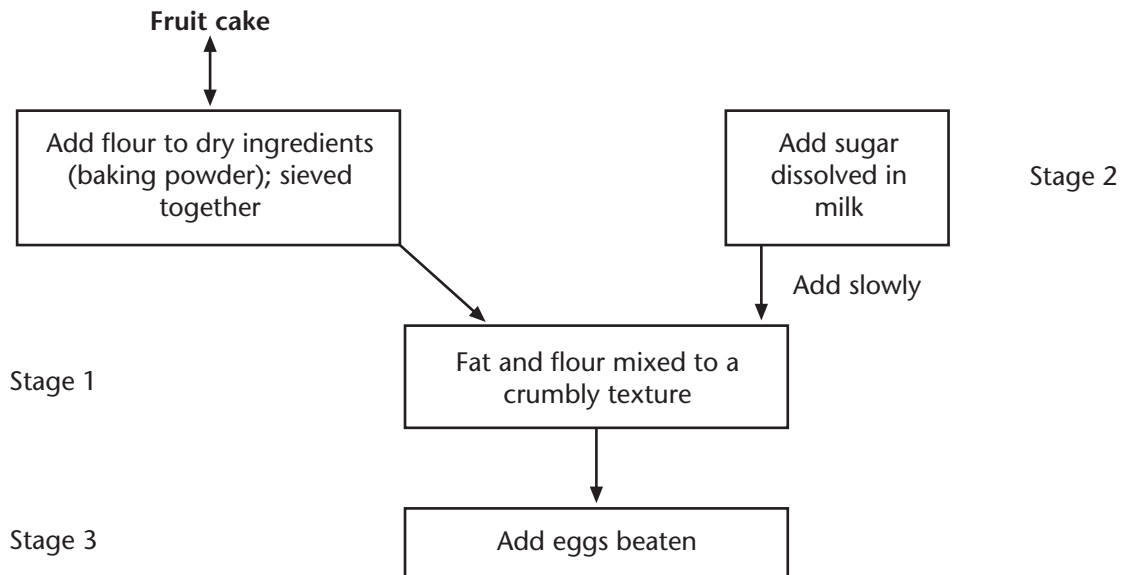 Fruit cake
Add flour to dry ingredients
(baking powder); sieved
together
Add sugar
dissolved in
milk
Stage 2
Add slowly
Stage 1
Fat and flour mixed to a
crumbly texture
Stage 3
Add eggs beaten